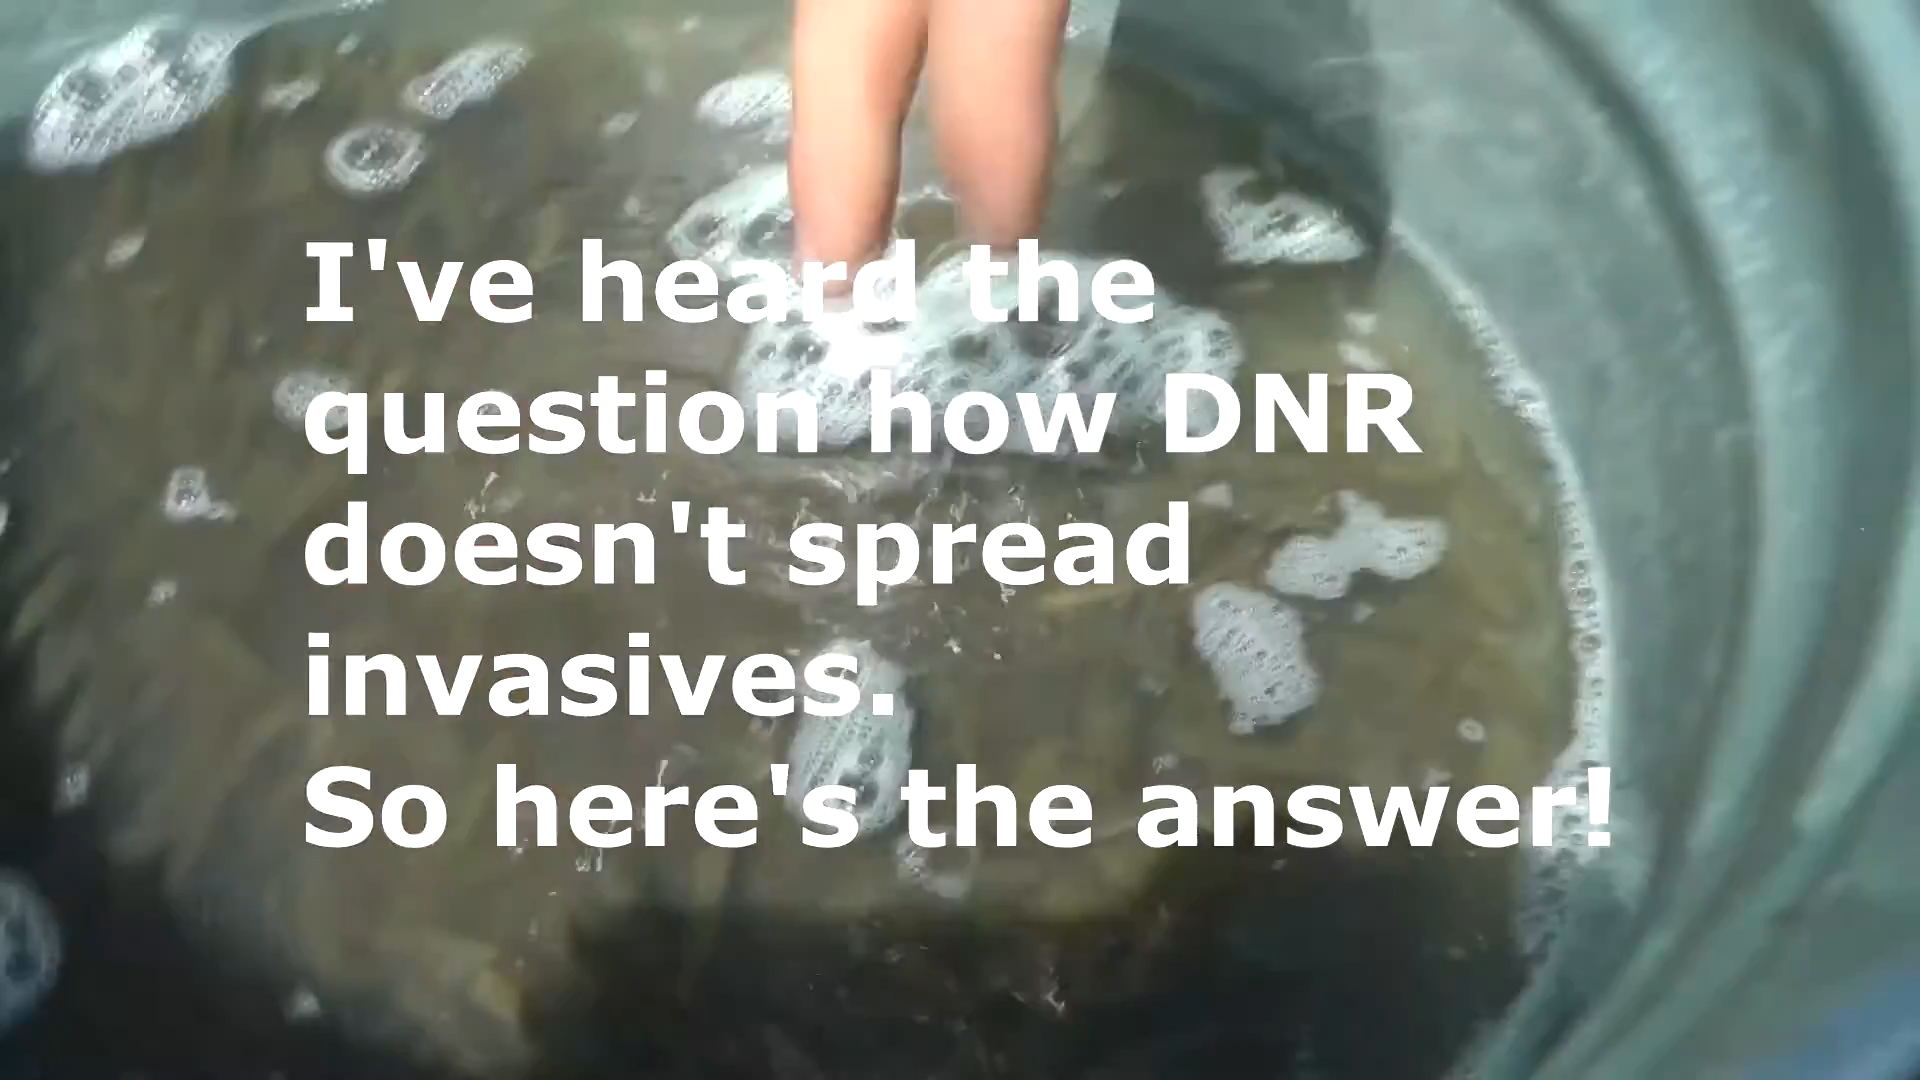 I've heard the
question how DNR
doesn't spread
invasives.
So here's the answer!